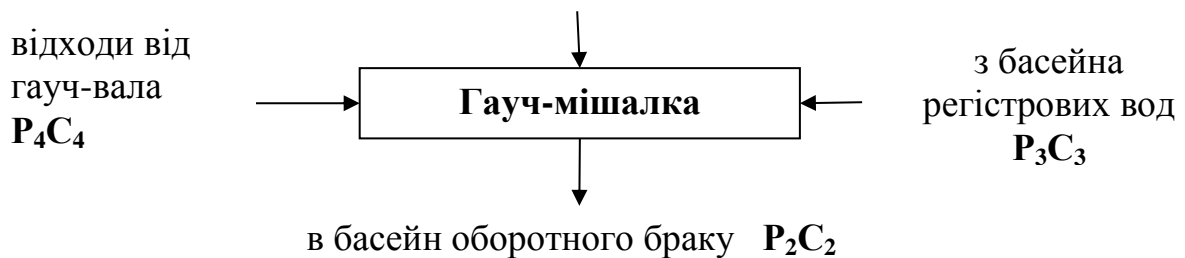 відходи від
гауч-вала
P₄C₄
Гауч-мішалка
з басейна
регістрових вод
P₃C₃
в басейн оборотного браку P₂C₂